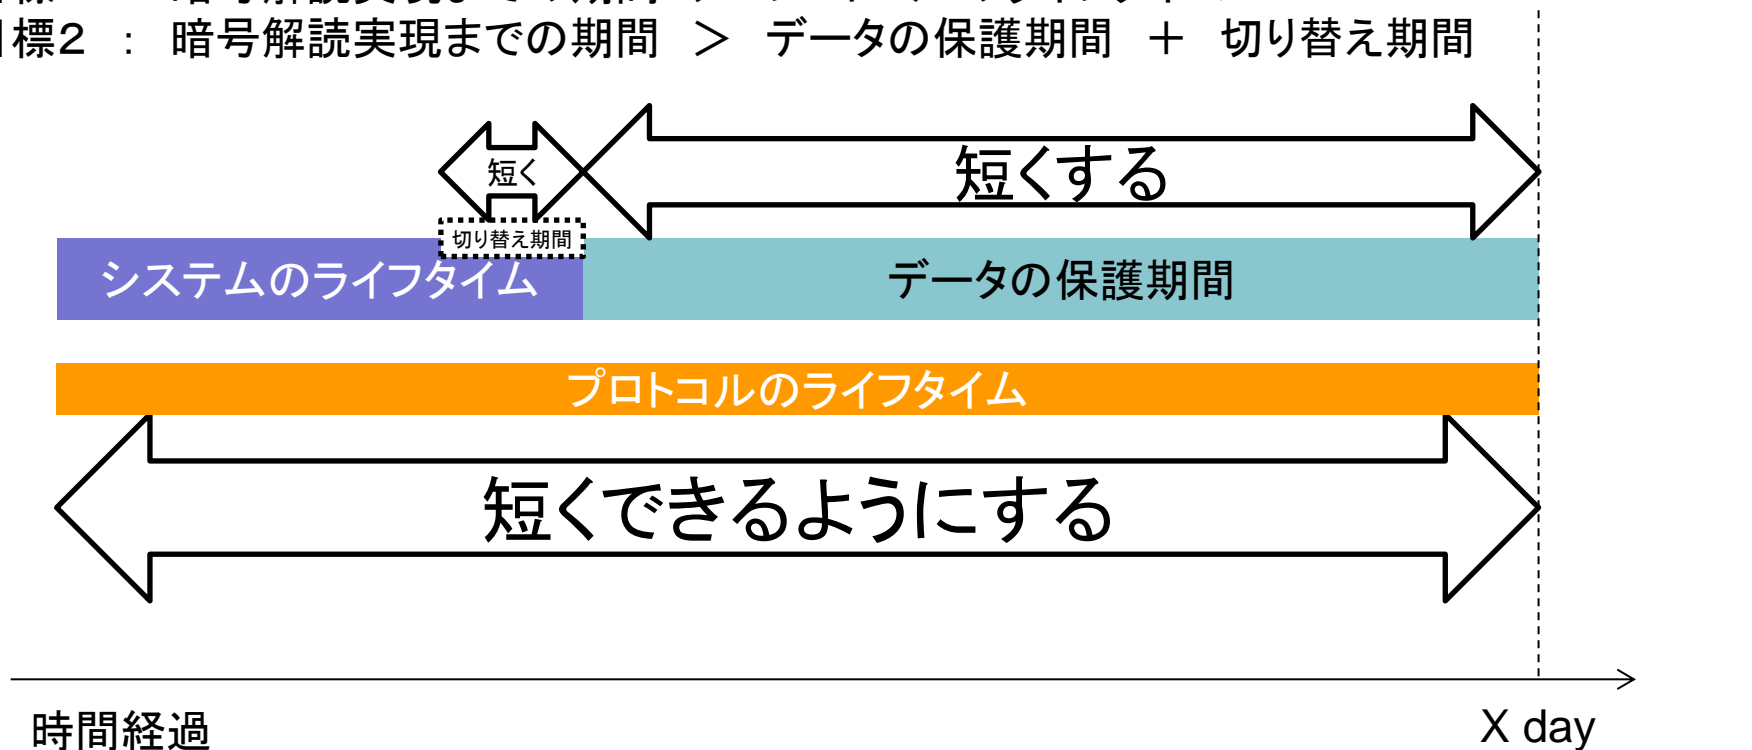 標2 : 暗号解読実現までの期間 > データの保護期間 + 切り替え期間
短く
短くする
切り替え期間
システムのライフタイム
データの保護期間
プロトコルのライフタイム
短くできるようにする
時間経過
X day